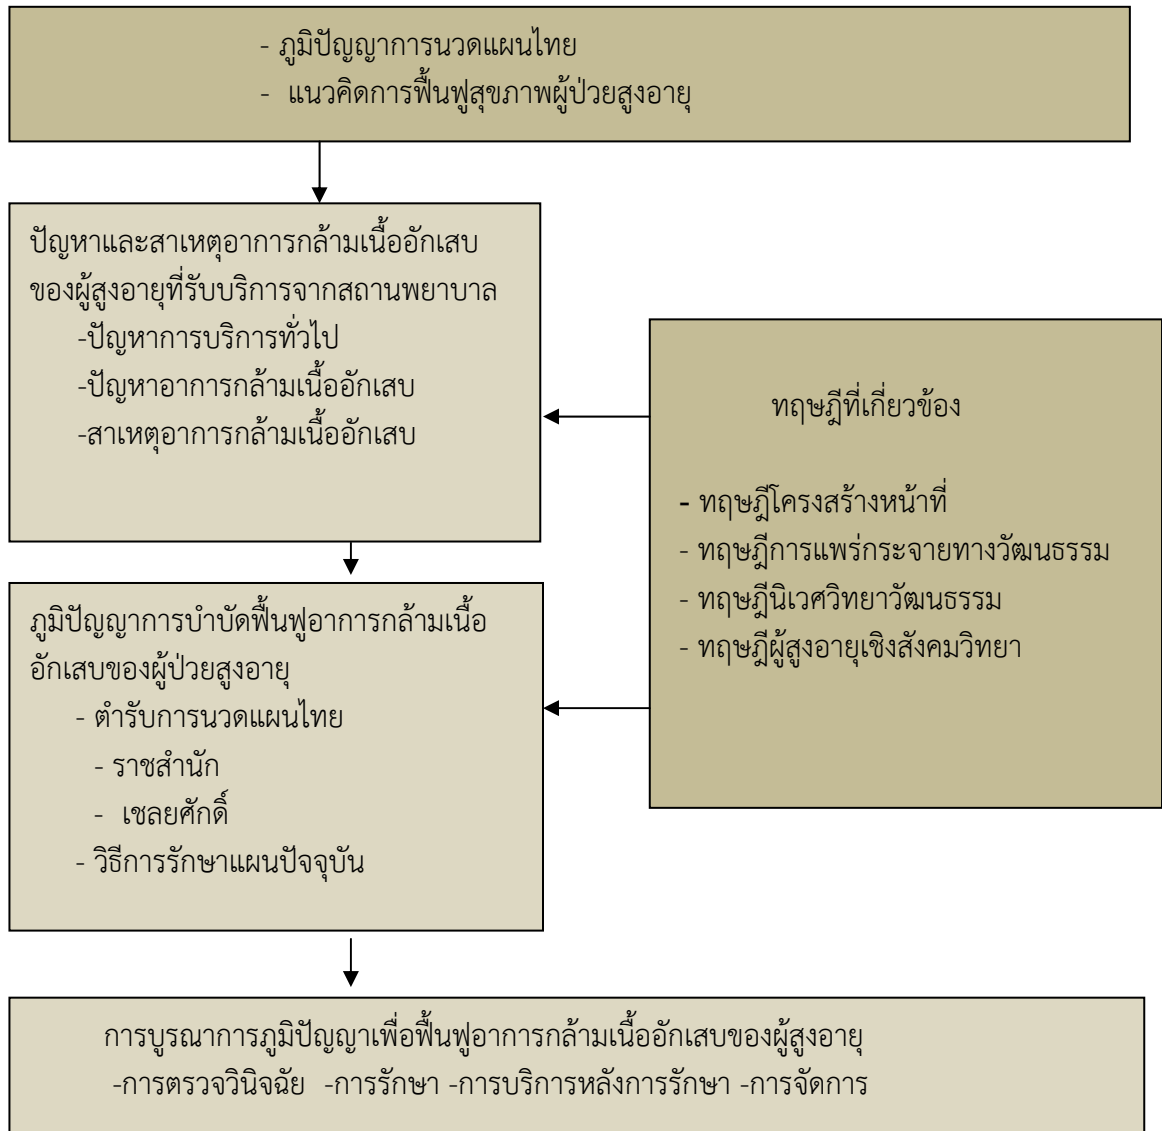 - ภูมิปัญญาการนวดแผนไทย
- แนวคิดการฟื้นฟูสุขภาพผู้ป่วยสูงอายุ
ปัญหาและสาเหตุอาการกล้ามเนื้ออักเสบ
ของผู้สูงอายุที่รับบริการจากสถานพยาบาล
-ปัญหาการบริการทั่วไป
-ปัญหาอาการกล้ามเนื้ออักเสบ
-สาเหตุอาการกล้ามเนื้ออักเสบ
ทฤษฎีที่เกี่ยวข้อง
- ทฤษฎีโครงสร้างหน้าที่
- ทฤษฎีการแพร่กระจายทางวัฒนธรรม
- ทฤษฎีนิเวศวิทยาวัฒนธรรม
- ทฤษฎีผู้สูงอายุเชิงสังคมวิทยา
ภูมิปัญญาการบำบัดฟื้นฟูอาการกล้ามเนื้อ
อักเสบของผู้ป่วยสูงอายุ
- ตำรับการนวดแผนไทย
- ราชสำนัก
- เชลยศักดิ์
- วิธีการรักษาแผนปัจจุบัน
การบูรณาการภูมิปัญญาเพื่อฟื้นฟูอาการกล้ามเนื้ออักเสบของผู้สูงอายุ
-การตรวจวินิจฉัย -การรักษา -การบริการหลังการรักษา -การจัดการ